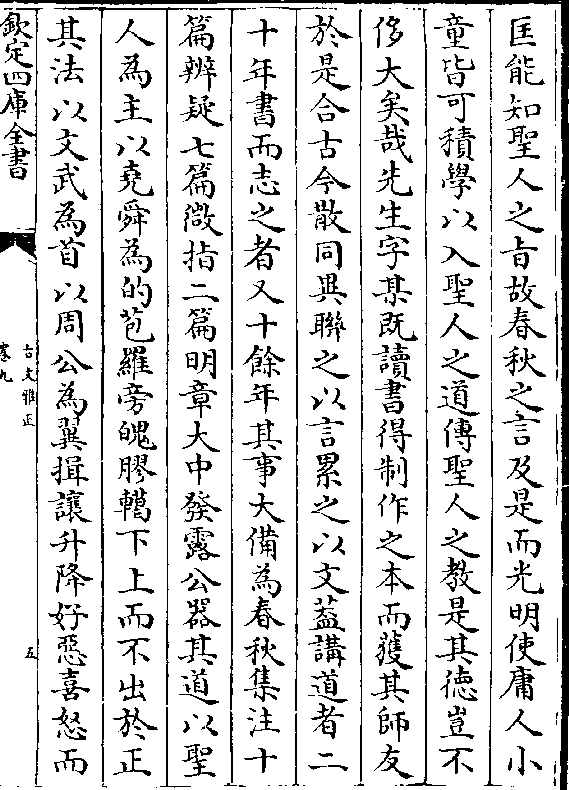 匡能知聖人之㫖故春秋之言及是而光明使庸人小
童皆可積學以入聖人之道傳聖人之教是其徳豈不
侈大矣哉先生字某既讀書得制作之本而獲其師友
於是合古今散同異聯之以言累之以文葢講道者二
十年書而志之者又十餘年其事大備為春秋集注十
篇辨疑七篇微指二篇明章大中發露公器其道以聖
人為主以堯舜為的苞羅旁魄膠轕下上而不出於正
其法以文武為首以周公為翼揖讓升降好惡喜怒而
欽定四庫全書
古文雅正
卷九
五